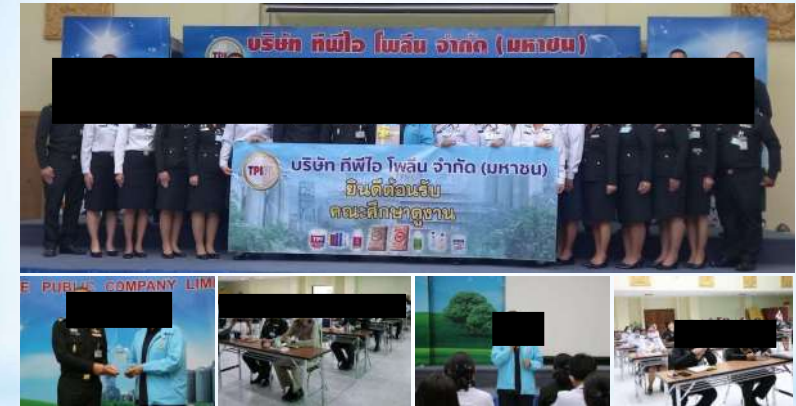 บริษัท ทีพีไอ โพลีน จำกัด (มหาชน)
TPI
บริษัท ทีพีไอ โพลีน จำกัด (มหาชน)
ยินดีต้อนรับ
คณะศึกษาดูงาน
E PUBLIC COMPANY LIMI